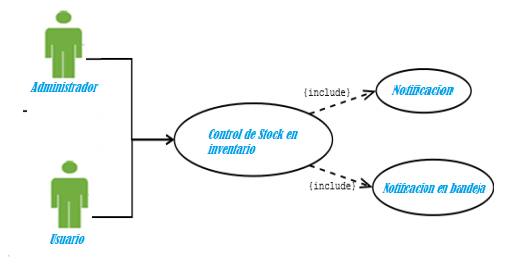 Administrador
{include}
Notificacion
Control de Stock en
inventario
{include}
Notificacion en bandeja
Usuario